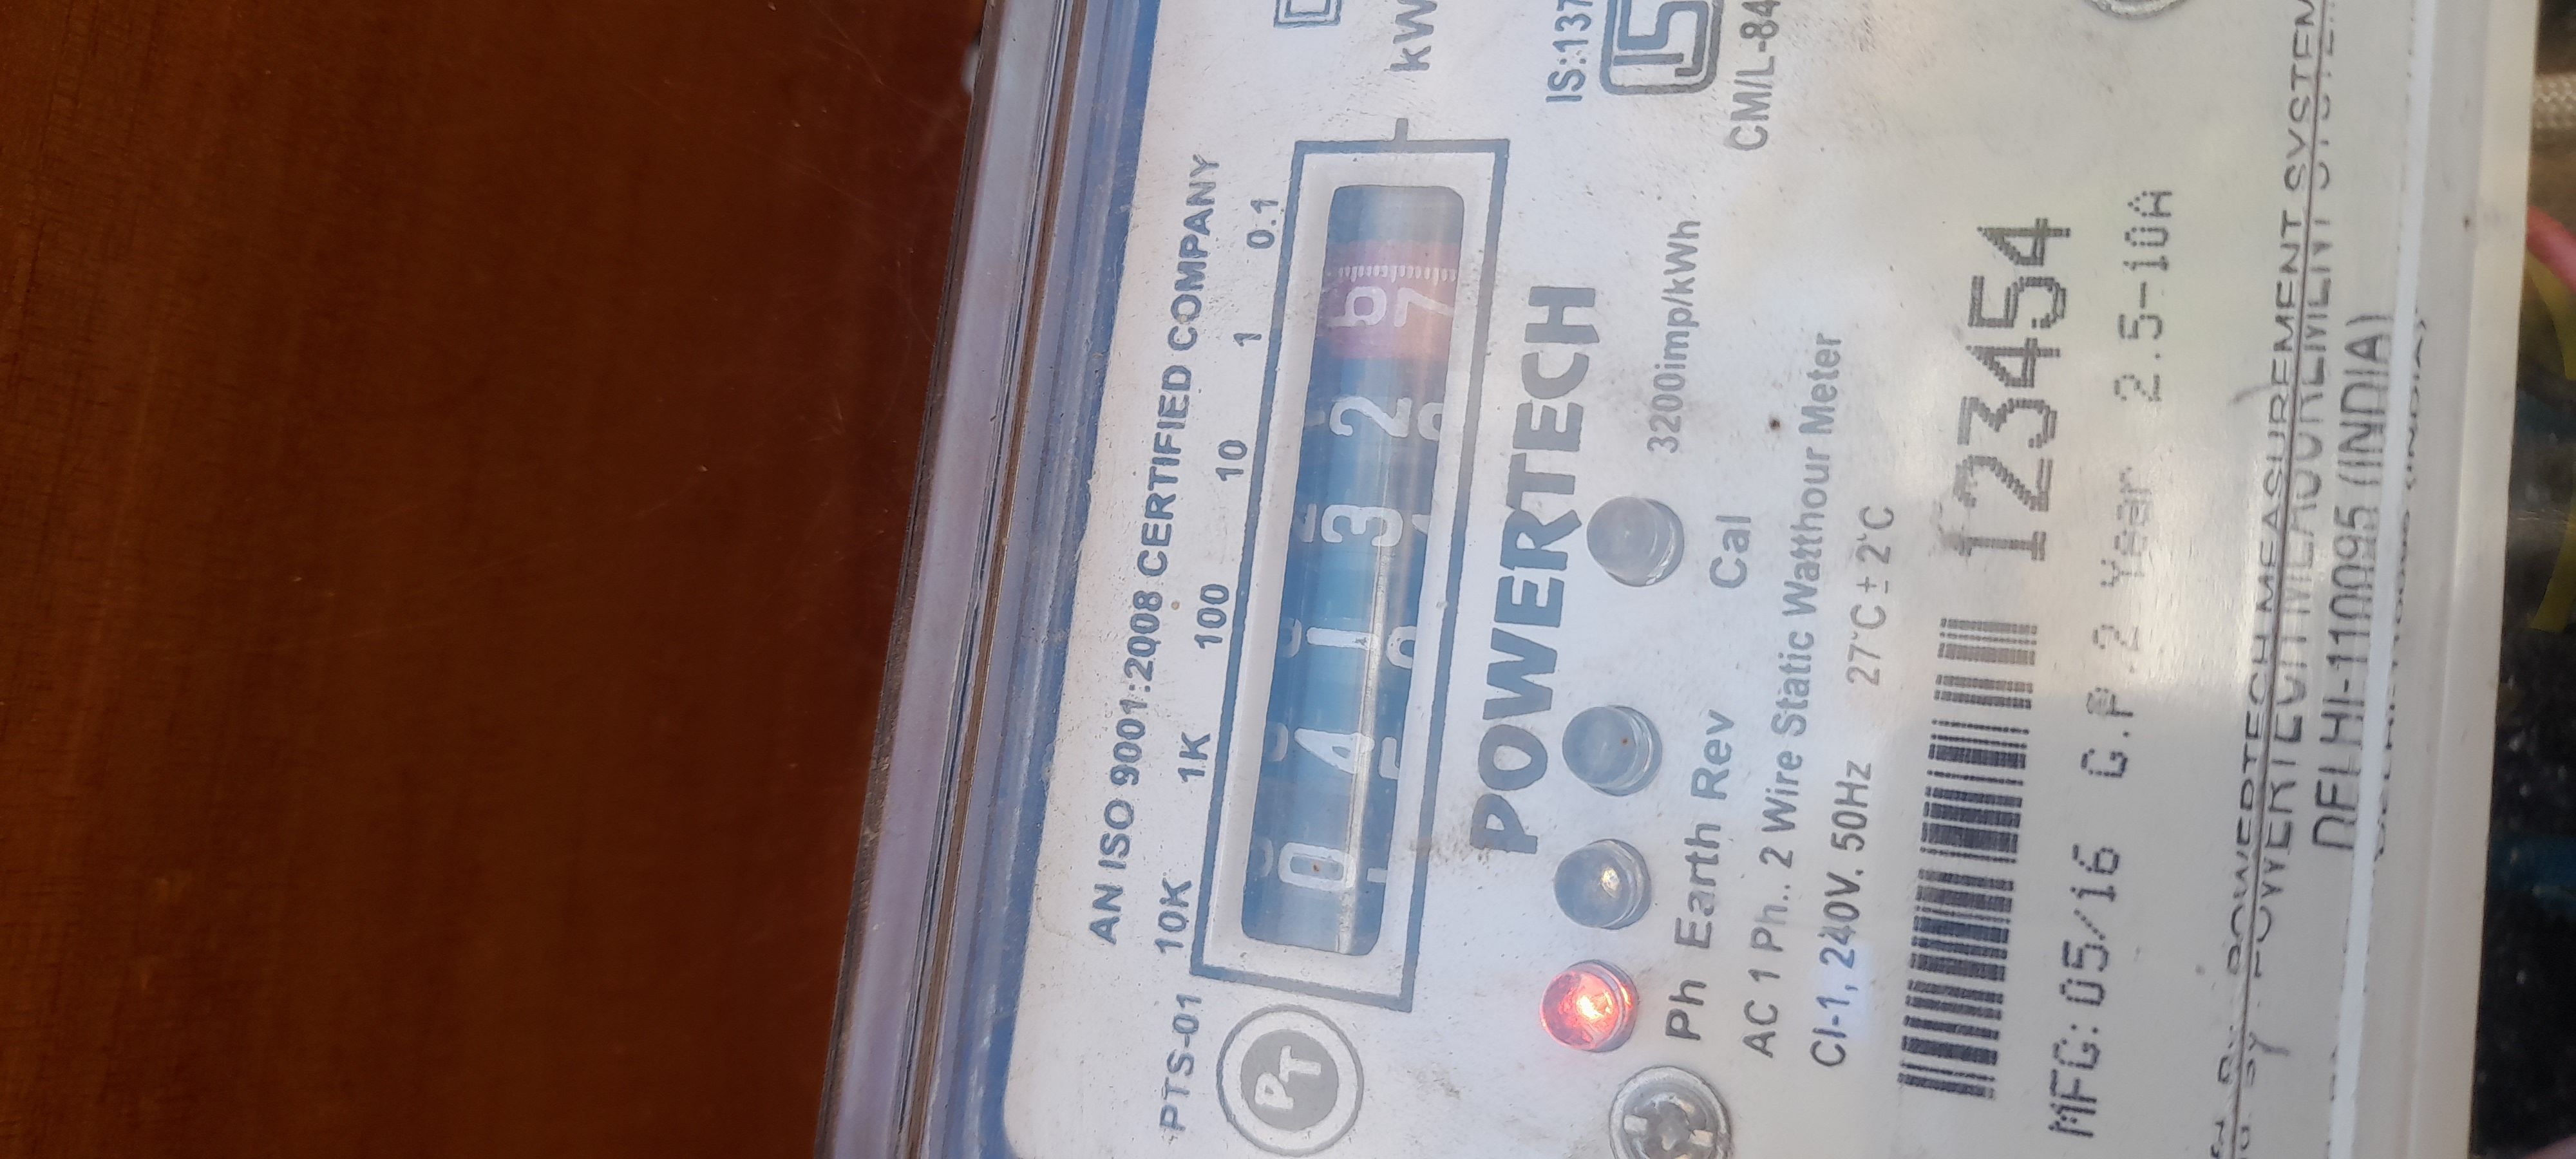 AN ISO 9001:2008 CERTIFIED COMPANY
PTS-01 10K 1K 100 10 1 0.1
0 4 1 3 2 6
7
kW
PT
POWERTECH
IS:137
CM/L-84
Ph Earth Rev Cal 3200imp/kWh
AC 1 Ph.. 2 Wire Static Watthour Meter
Cl-1, 240V. 50Hz 27°C ± 2°C
123454
MFG: 05/16 G.P. 2 Year 2.5-10A
POWERTECH MEASUREMENT SYSTEM
DELHI-110095 (INDIA)